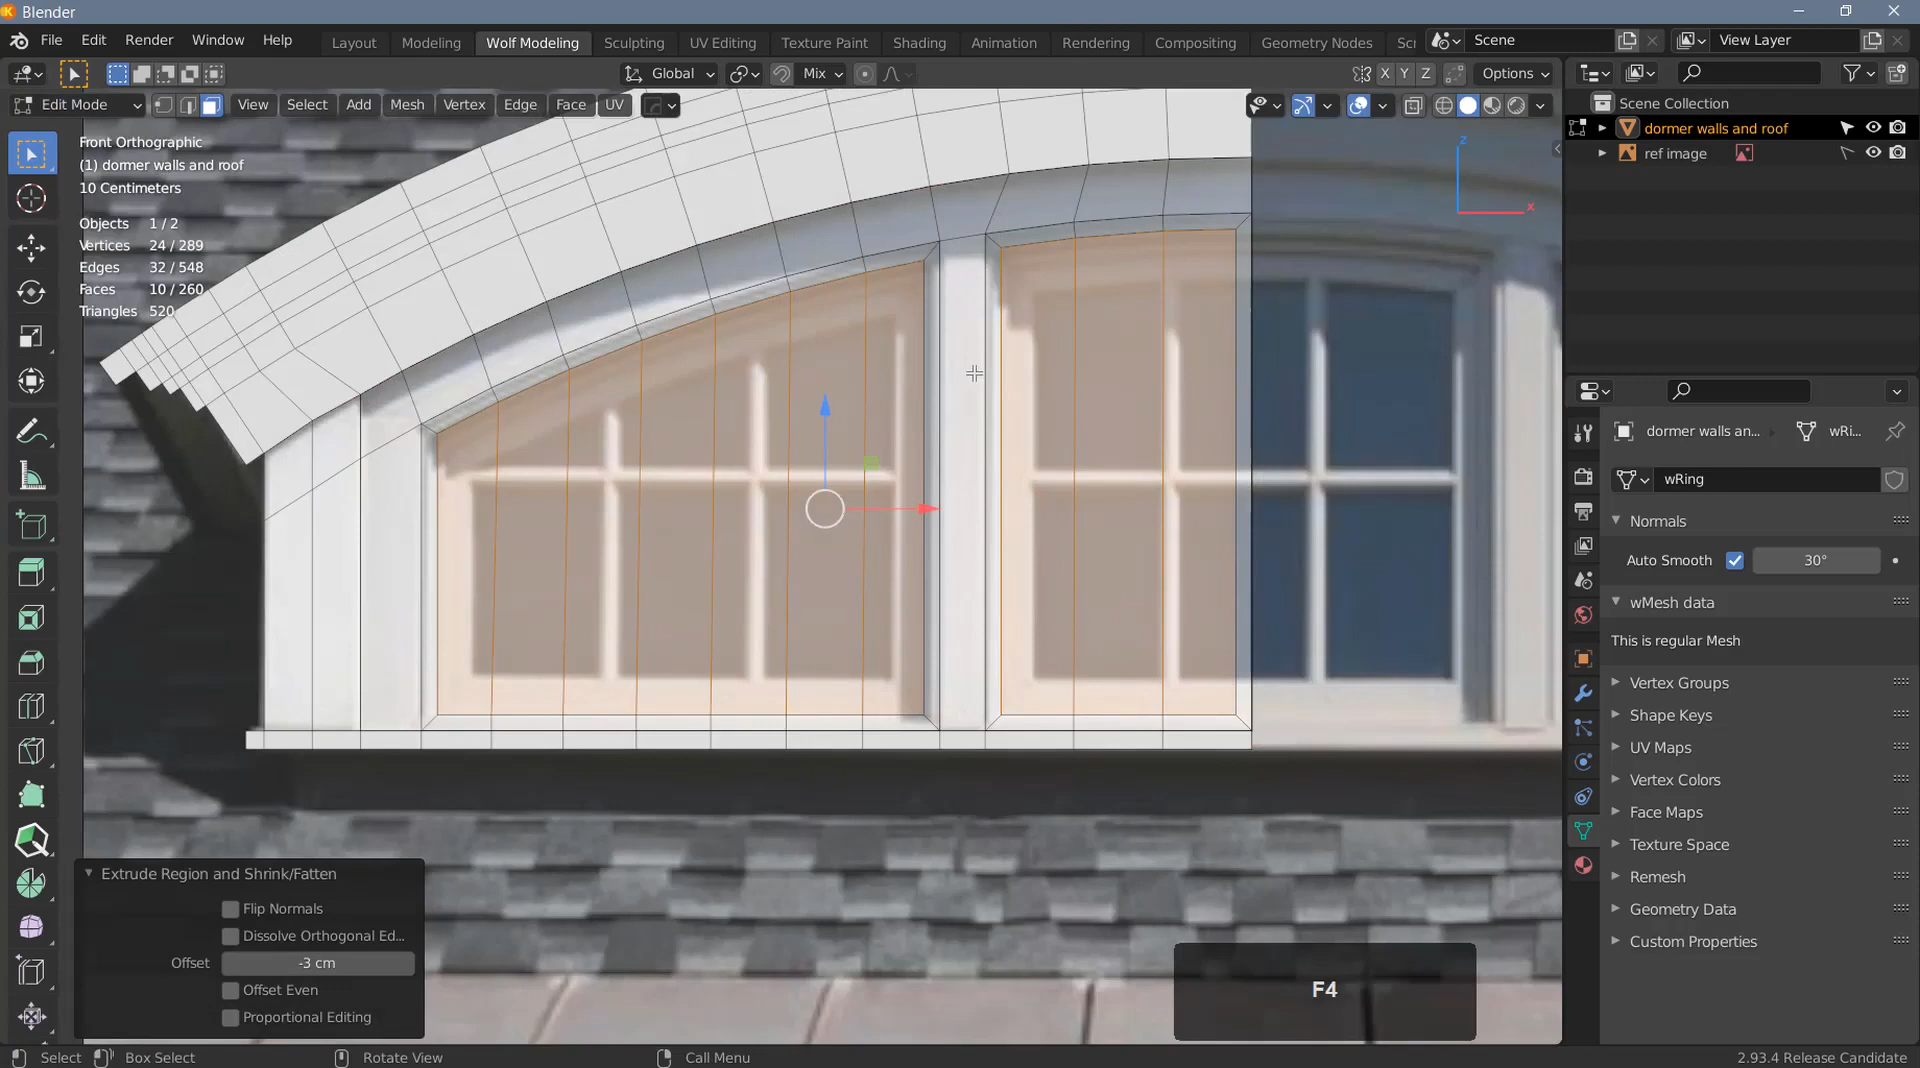 Blender
File Edit Render Window Help Layout Modeling Wolf Modeling Sculpting UV Editing Texture Paint Shading Animation Rendering Compositing Geometry Nodes Sc Scene View Layer
Global Mix X Y Z Options
Edit Mode View Select Add Mesh Vertex Edge Face UV
Scene Collection
dormer walls and roof
ref image
Front Orthographic
(1) dormer walls and roof
10 Centimeters
Objects 1 / 2
Vertices 24 / 289
Edges 32 / 548
Faces 10 / 260
Triangles 520
z
x
dormer walls an... wRi...
wRing
Normals
Auto Smooth 30°
wMesh data
This is regular Mesh
Vertex Groups
Shape Keys
UV Maps
Vertex Colors
Face Maps
Texture Space
Remesh
Geometry Data
Custom Properties
Extrude Region and Shrink/Fatten
Flip Normals
Dissolve Orthogonal Ed...
Offset -3 cm
Offset Even
Proportional Editing
F4
Select Box Select Rotate View Call Menu 2.93.4 Release Candidate